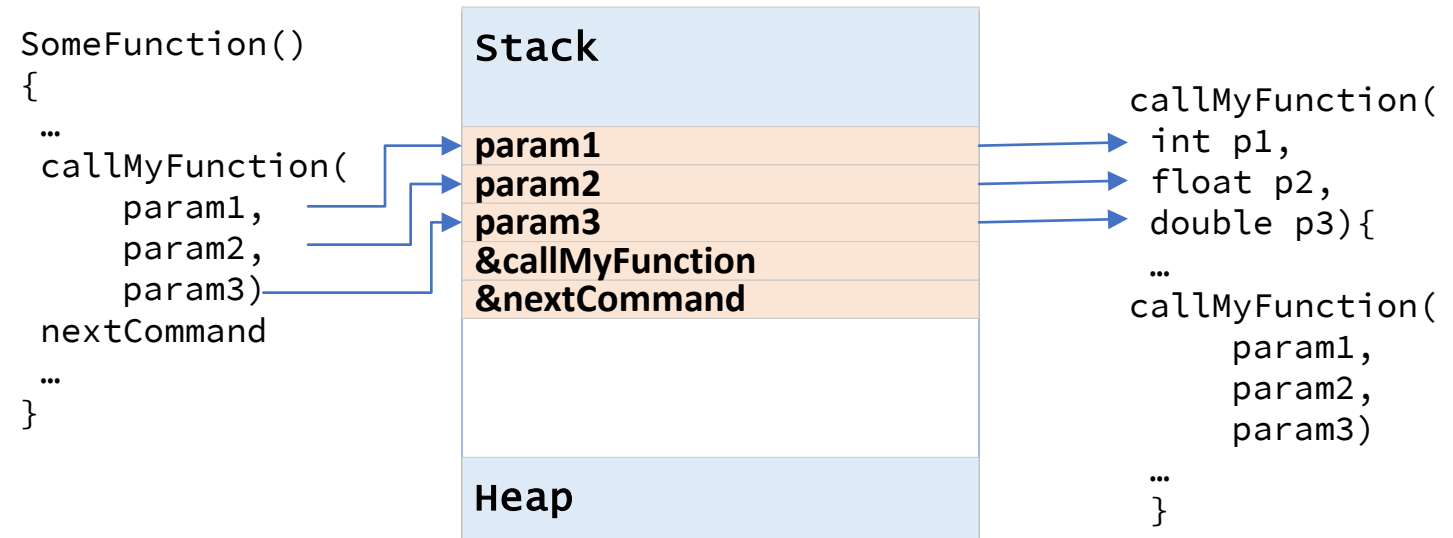 SomeFunction()
{
…
callMyFunction(
param1,
param2,
param3)
nextCommand
…
}
Stack
param1
param2
param3
&callMyFunction
&nextCommand
Heap
callMyFunction(
int p1,
float p2,
double p3){
…
callMyFunction(
param1,
param2,
param3)
…
}